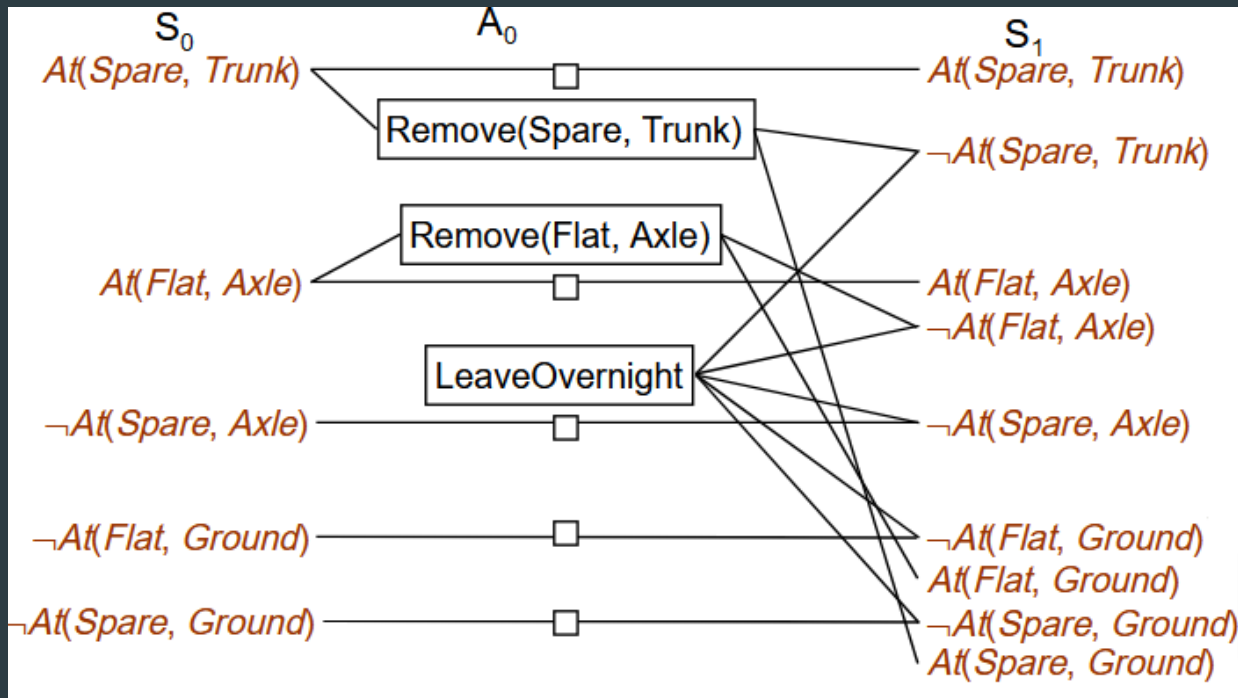 S0 A0 S1
At(Spare, Trunk) At(Spare, Trunk)
Remove(Spare, Trunk)
¬At(Spare, Trunk)
Remove(Flat, Axle)
At(Flat, Axle) At(Flat, Axle)
¬At(Flat, Axle)
LeaveOvernight
¬At(Spare, Axle) ¬At(Spare, Axle)
¬At(Flat, Ground) ¬At(Flat, Ground)
At(Flat, Ground)
¬At(Spare, Ground) ¬At(Spare, Ground)
At(Spare, Ground)